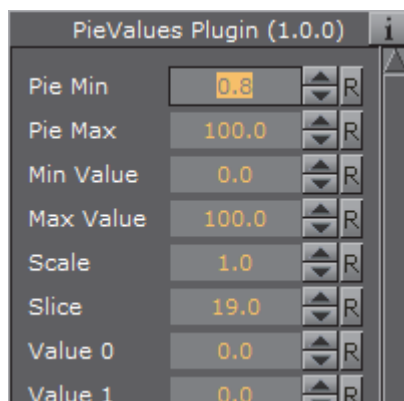 PieValues Plugin (1.0.0) i
Pie Min 0.8 R
Pie Max 100.0 R
Min Value 0.0 R
Max Value 100.0 R
Scale 1.0 R
Slice 19.0 R
Value 0 0.0 R
Value 1 0.0 R